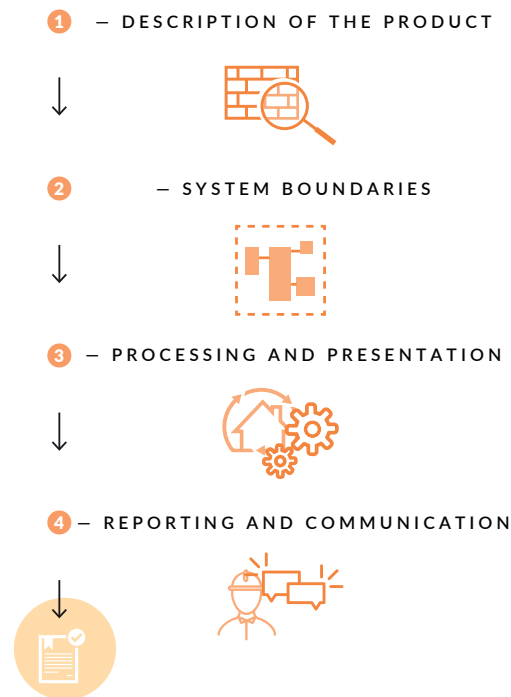 1 – DESCRIPTION OF THE PRODUCT
2 – SYSTEM BOUNDARIES
3 – PROCESSING AND PRESENTATION
4 – REPORTING AND COMMUNICATION